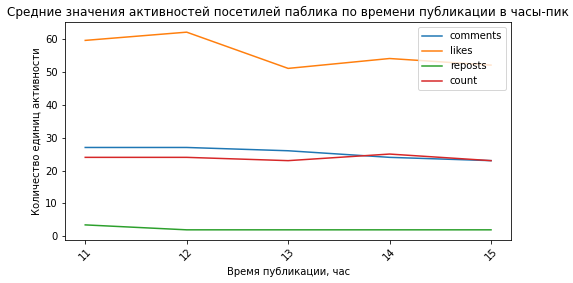 Средние значения активностей посетилей паблика по времени публикации в часы-пик
comments
likes
reposts
count
Количество единиц активности
60
50
40
30
20
10
0
11
12
13
14
15
Время публикации, час